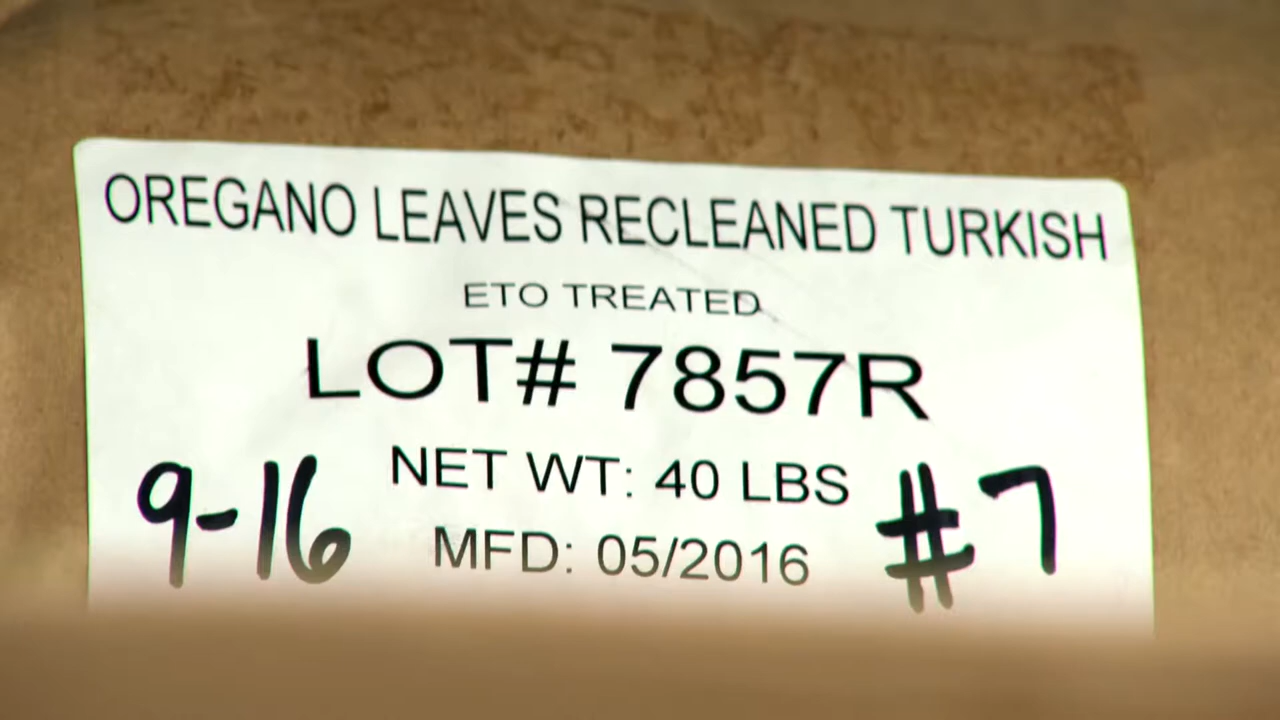 OREGANO LEAVES RECLEANED TURKISH
ETO TREATED
LOT# 7857R
NET WT: 40 LBS
9-16
MFD: 05/2016
#7